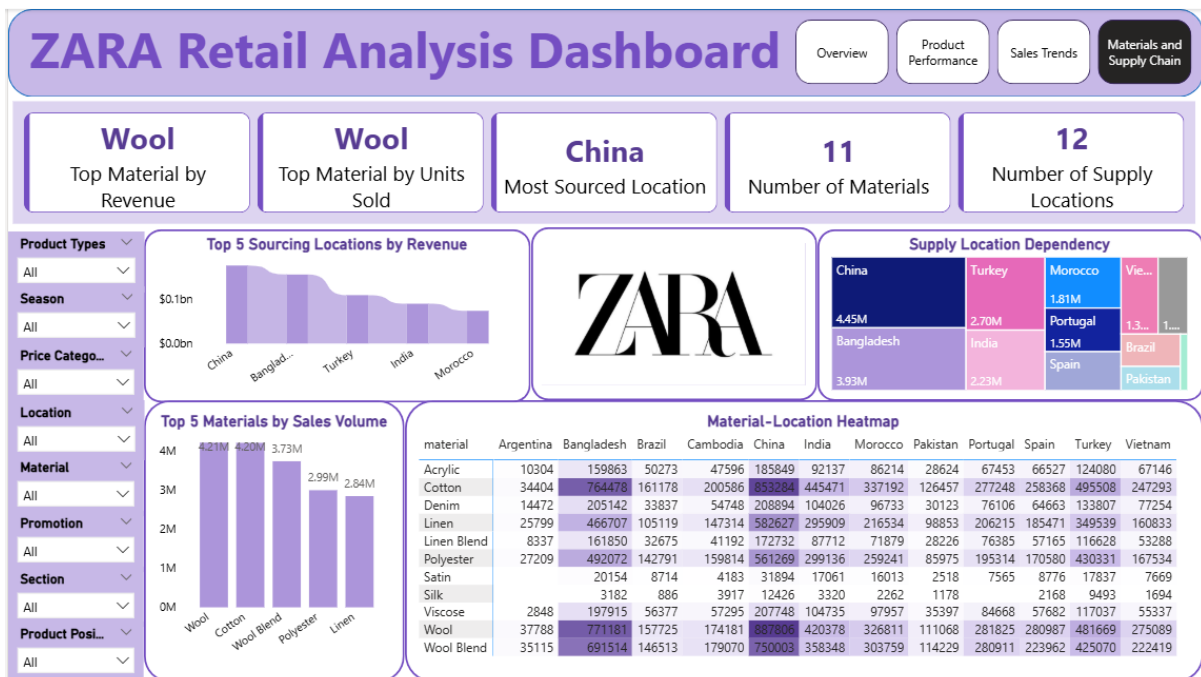 ZARA Retail Analysis Dashboard
Overview
Product
Performance
Sales Trends
Materials and
Supply Chain
Wool
Top Material by
Revenue
Wool
Top Material by Units
Sold
China
Most Sourced Location
11
Number of Materials
12
Number of Supply
Locations
Product Types
All
Season
All
Price Catego...
All
Location
All
Material
All
Promotion
All
Section
All
Product Posi...
All
Top 5 Sourcing Locations by Revenue
$0.1bn
$0.0bn
China
Banglad...
Turkey
India
Morocco
ZARA
Supply Location Dependency
China
4.45M
Bangladesh
3.93M
Turkey
2.70M
India
2.23M
Morocco
1.81M
Portugal
1.55M
Spain
Vie...
1.3...
1....
Brazil
Pakistan
Top 5 Materials by Sales Volume
4M
3M
2M
1M
0M
4.21M 4.20M 3.73M 2.99M 2.84M
Wool
Cotton
Wool Blend
Polyester
Linen
Material-Location Heatmap
material Argentina Bangladesh Brazil Cambodia China India Morocco Pakistan Portugal Spain Turkey Vietnam
Acrylic 10304 159863 50273 47596 185849 92137 86214 28624 67453 66527 124080 67146
Cotton 34404 764478 161178 200586 853284 445471 337192 126457 277248 258368 495508 247293
Denim 14472 205142 33837 54748 208894 104026 96733 30123 76106 64663 133807 77254
Linen 25799 466707 105119 147314 582627 295909 216534 98853 206215 185471 349539 160833
Linen Blend 8337 161850 32675 41192 172732 87712 71879 28226 76385 57165 116628 53288
Polyester 27209 492072 142791 159814 561269 299136 259241 85975 195314 170580 430331 167534
Satin 20154 8714 4183 31894 17061 16013 2518 7565 8776 17837 7669
Silk 3182 886 3917 12426 3320 2262 1178 2168 9493 1694
Viscose 2848 197915 56377 57295 207748 104735 97957 35397 84668 57682 117037 55337
Wool 37788 771181 157725 174181 887806 420378 326811 111068 281825 280987 481669 275089
Wool Blend 35115 691514 146513 179070 750003 358348 303759 114229 280911 223962 425070 222419